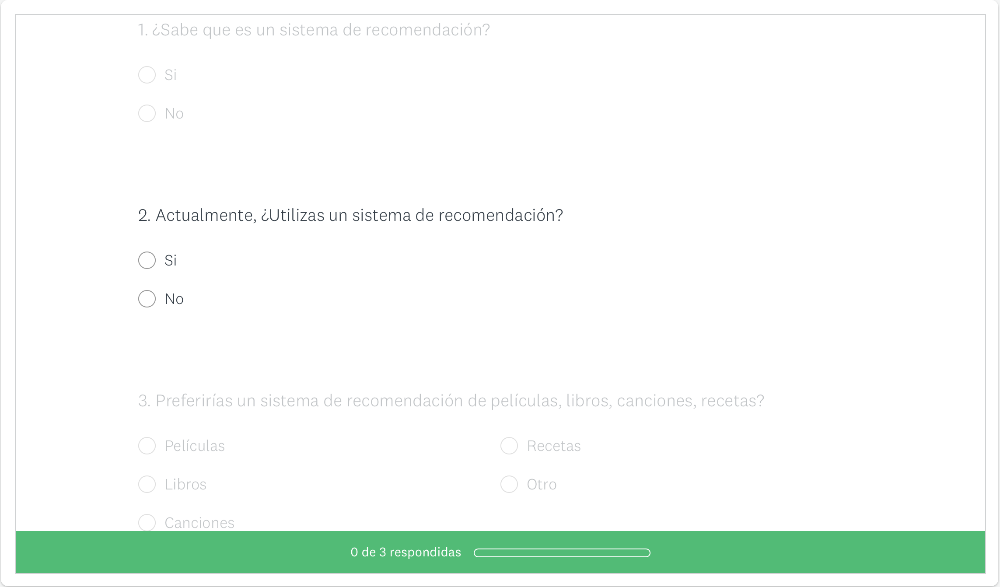 1. ¿Sabe que es un sistema de recomendación?
Si
No
2. Actualmente, ¿Utilizas un sistema de recomendación?
Si
No
3. Preferirías un sistema de recomendación de películas, libros, canciones, recetas?
Películas
Libros
Canciones
Recetas
Otro
0 de 3 respondidas